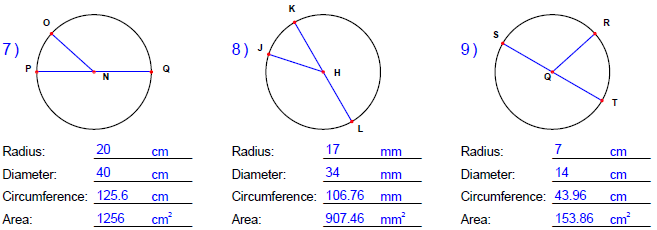 7)
O
P
N
Q
Radius: 20 cm
Diameter: 40 cm
Circumference: 125.6 cm
Area: 1256 cm²
8)
K
J
H
L
Radius: 17 mm
Diameter: 34 mm
Circumference: 106.76 mm
Area: 907.46 mm²
9)
R
S
Q
T
Radius: 7 cm
Diameter: 14 cm
Circumference: 43.96 cm
Area: 153.86 cm²